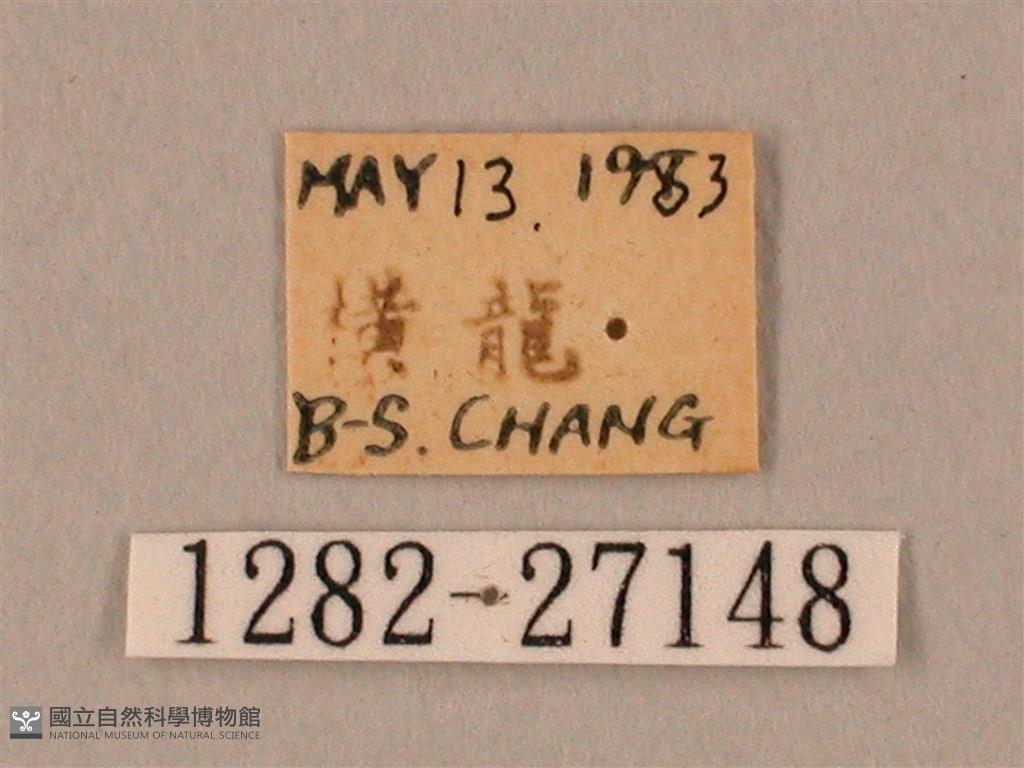 MAY 13. 1983
橫龍
B-S. CHANG
1282-27148
國立自然科學博物館
NATIONAL MUSEUM OF NATURAL SCIENCE